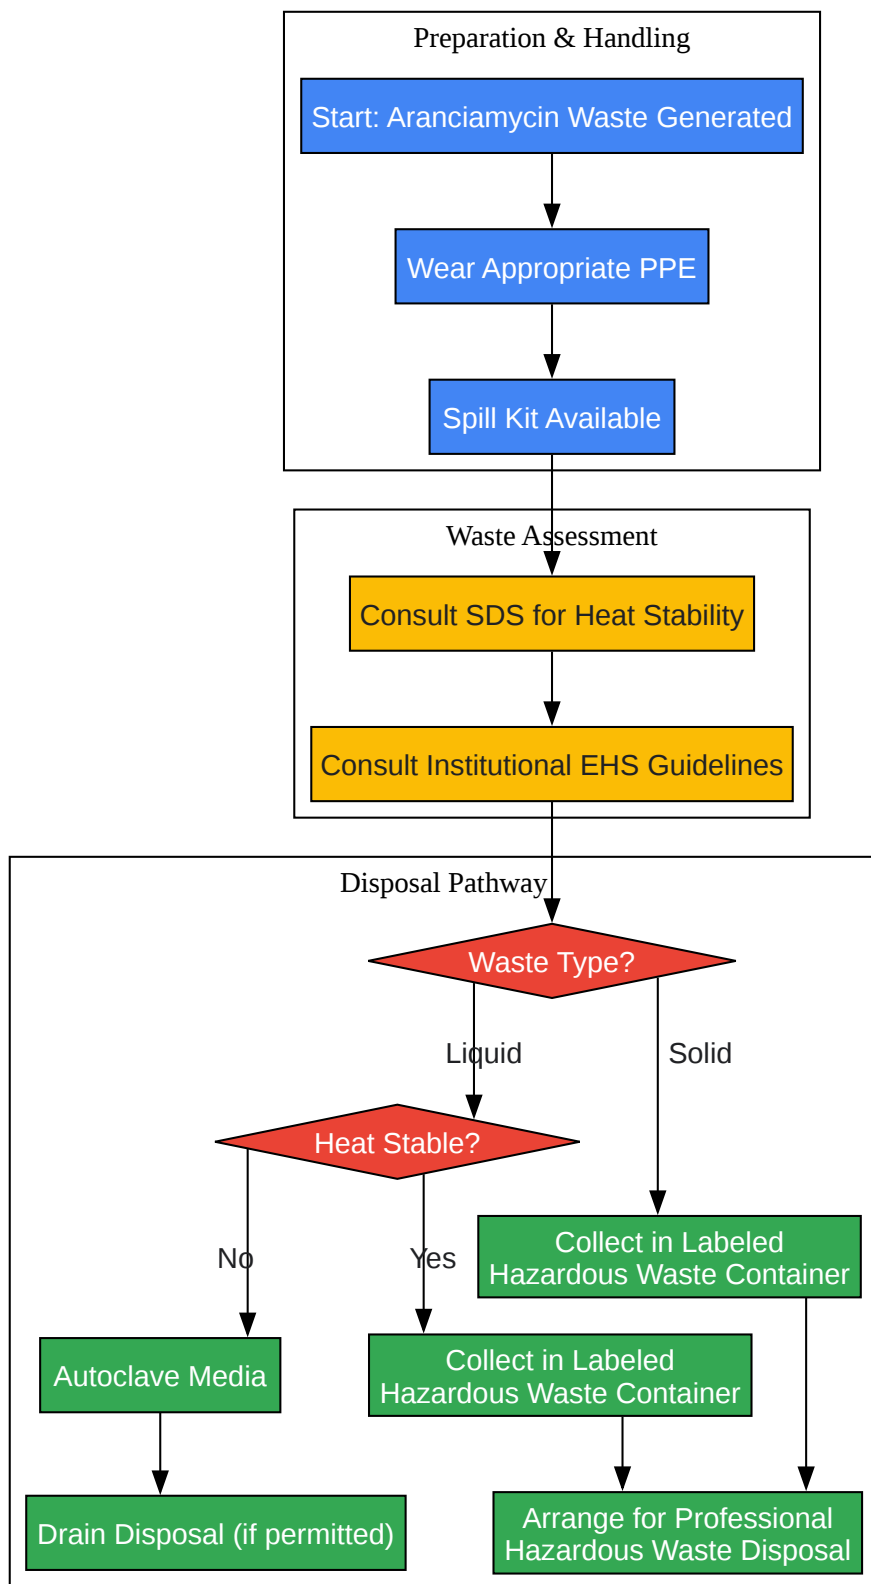 Preparation & Handling
Start: Aranciamycin Waste Generated
Wear Appropriate PPE
Spill Kit Available
Waste Assessment
Consult SDS for Heat Stability
Consult Institutional EHS Guidelines
Disposal Pathway
Waste Type?
Liquid
Solid
Heat Stable?
No
Yes
Collect in Labeled
Hazardous Waste Container
Autoclave Media
Collect in Labeled
Hazardous Waste Container
Drain Disposal (if permitted)
Arrange for Professional
Hazardous Waste Disposal